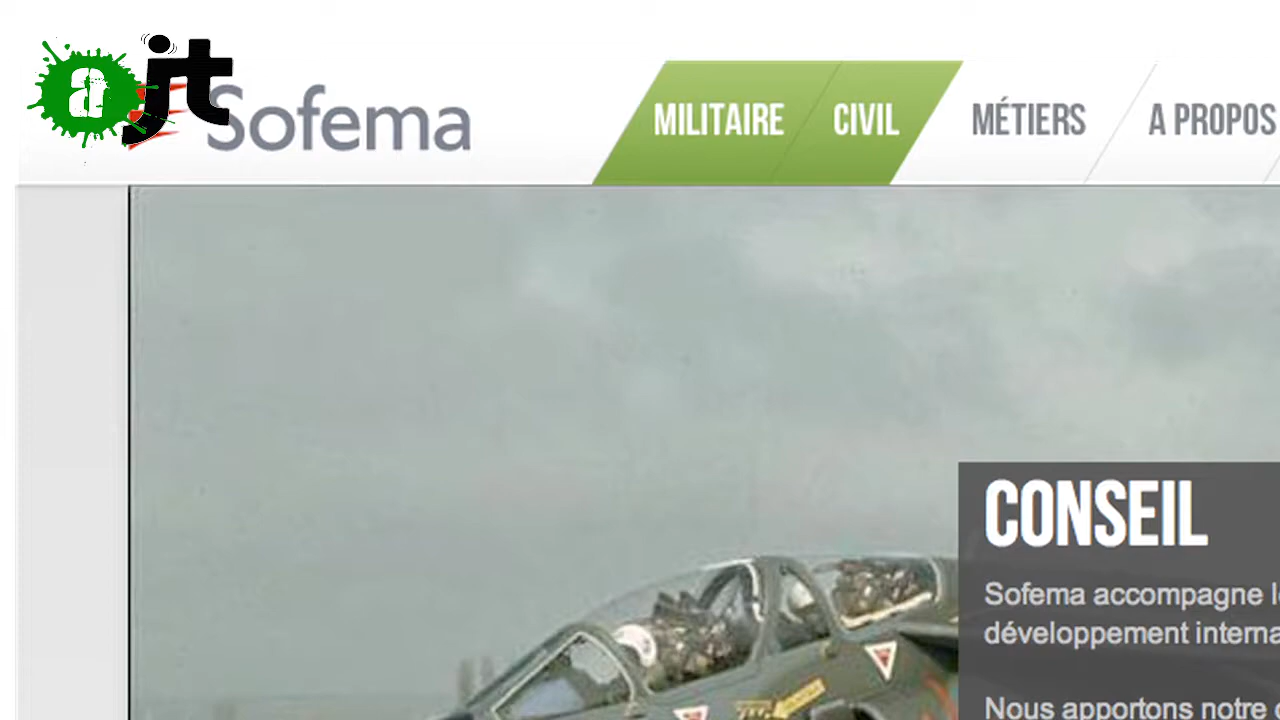 ajt
Sofema
MILITAIRE CIVIL MÉTIERS A PROPOS
CONSEIL
Sofema accompagne
développement interna
Nous apportons notre